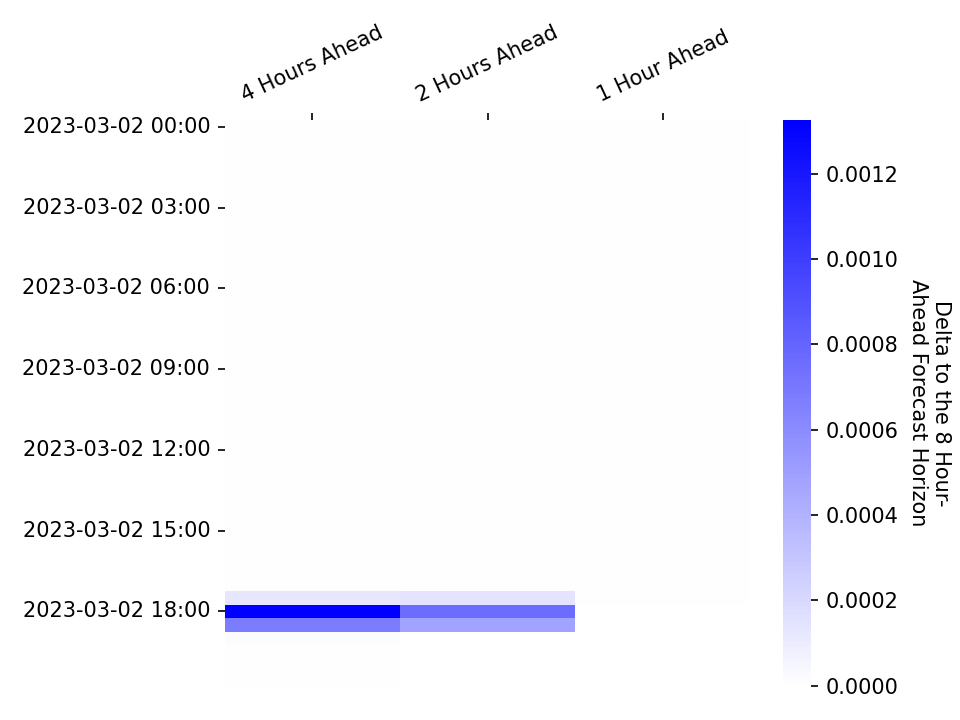 4 Hours Ahead
2 Hours Ahead
1 Hour Ahead
2023-03-02 00:00
2023-03-02 03:00
2023-03-02 06:00
2023-03-02 09:00
2023-03-02 12:00
2023-03-02 15:00
2023-03-02 18:00
0.0012
0.0010
0.0008
0.0006
0.0004
0.0002
0.0000
Delta to the 8 Hour-
Ahead Forecast Horizon